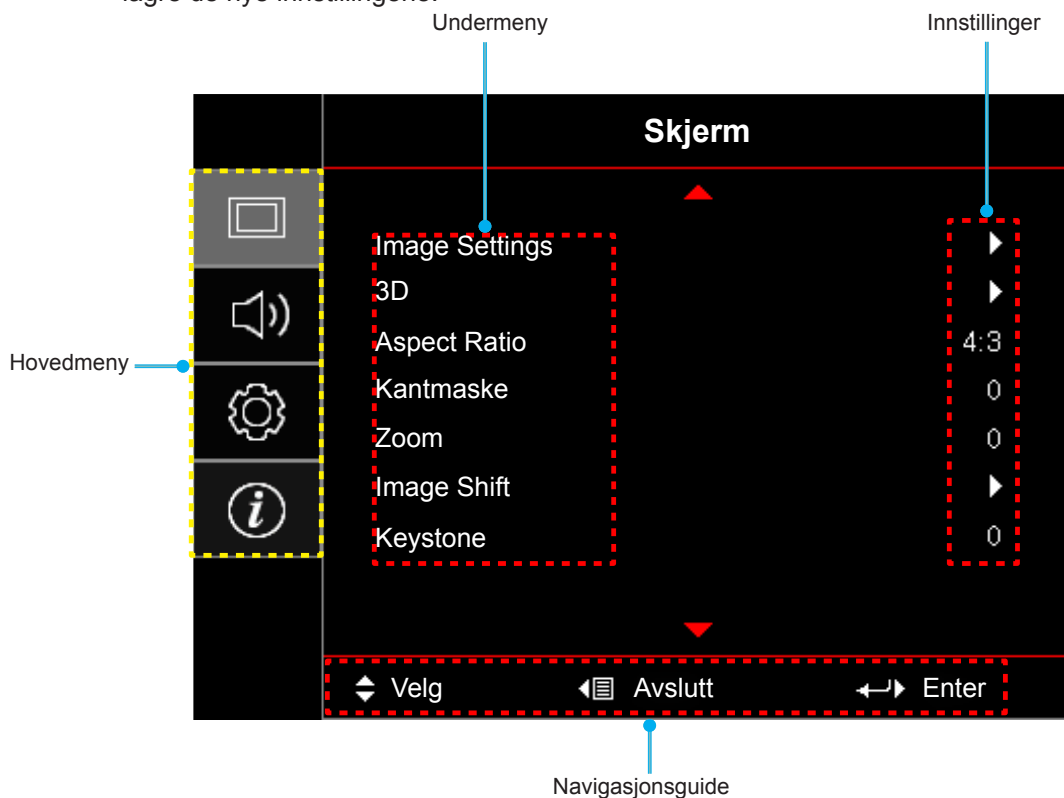 lagre de nye innstillingene.
Undermeny
Innstillinger
Skjerm
Image Settings
3D
Aspect Ratio 4:3
Hovedmeny
Kantmaske 0
Zoom 0
Image Shift
Keystone 0
Velg Avslutt Enter
Navigasjonsguide